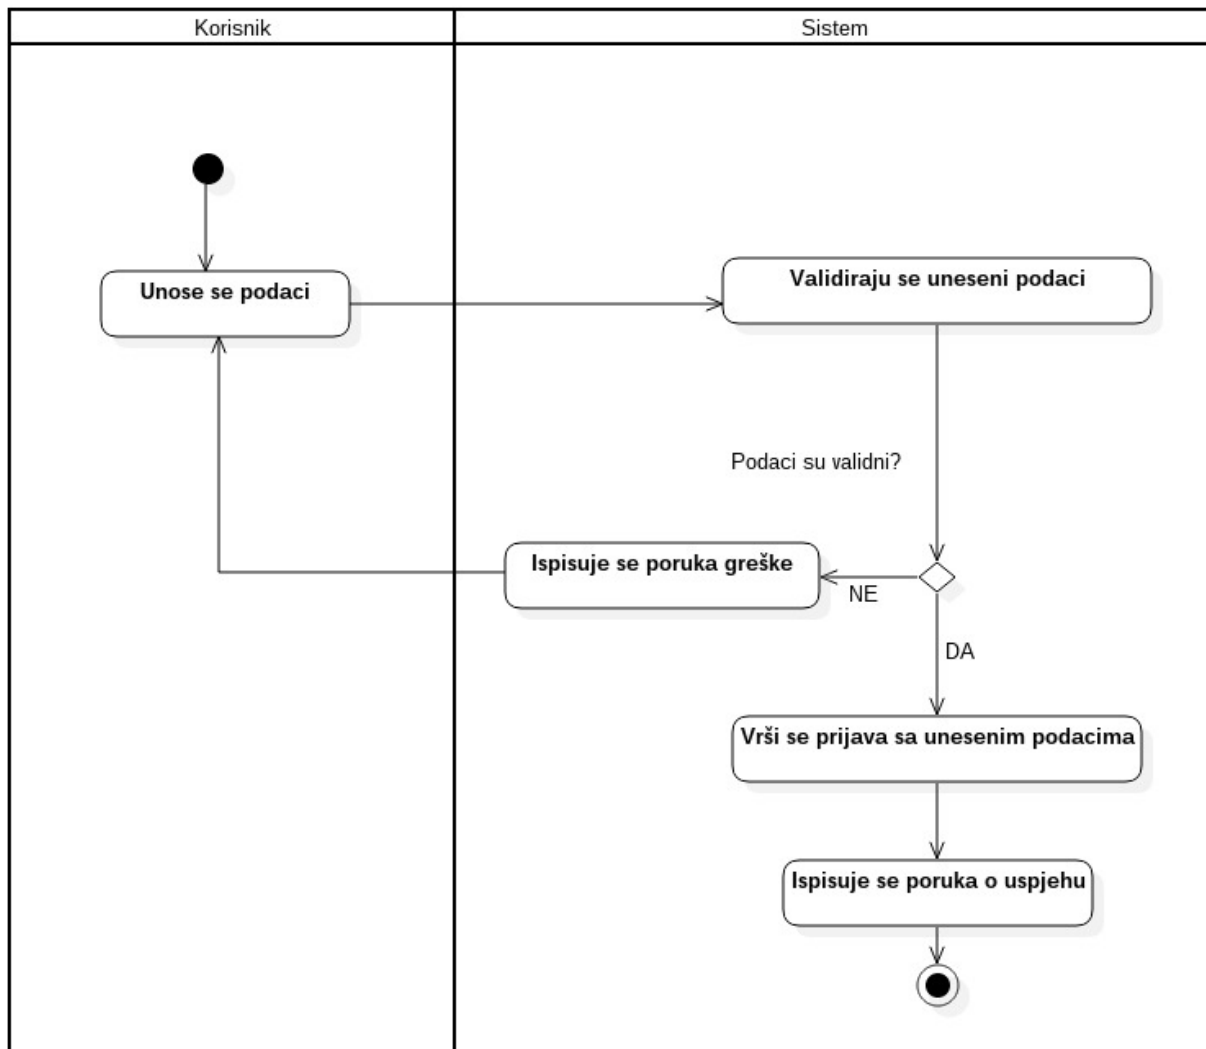 Korisnik
Sistem
Unose se podaci
Validiraju se uneseni podaci
Podaci su validni?
Ispisuje se poruka greške
NE
DA
Vrši se prijava sa unesenim podacima
Ispisuje se poruka o uspjehu